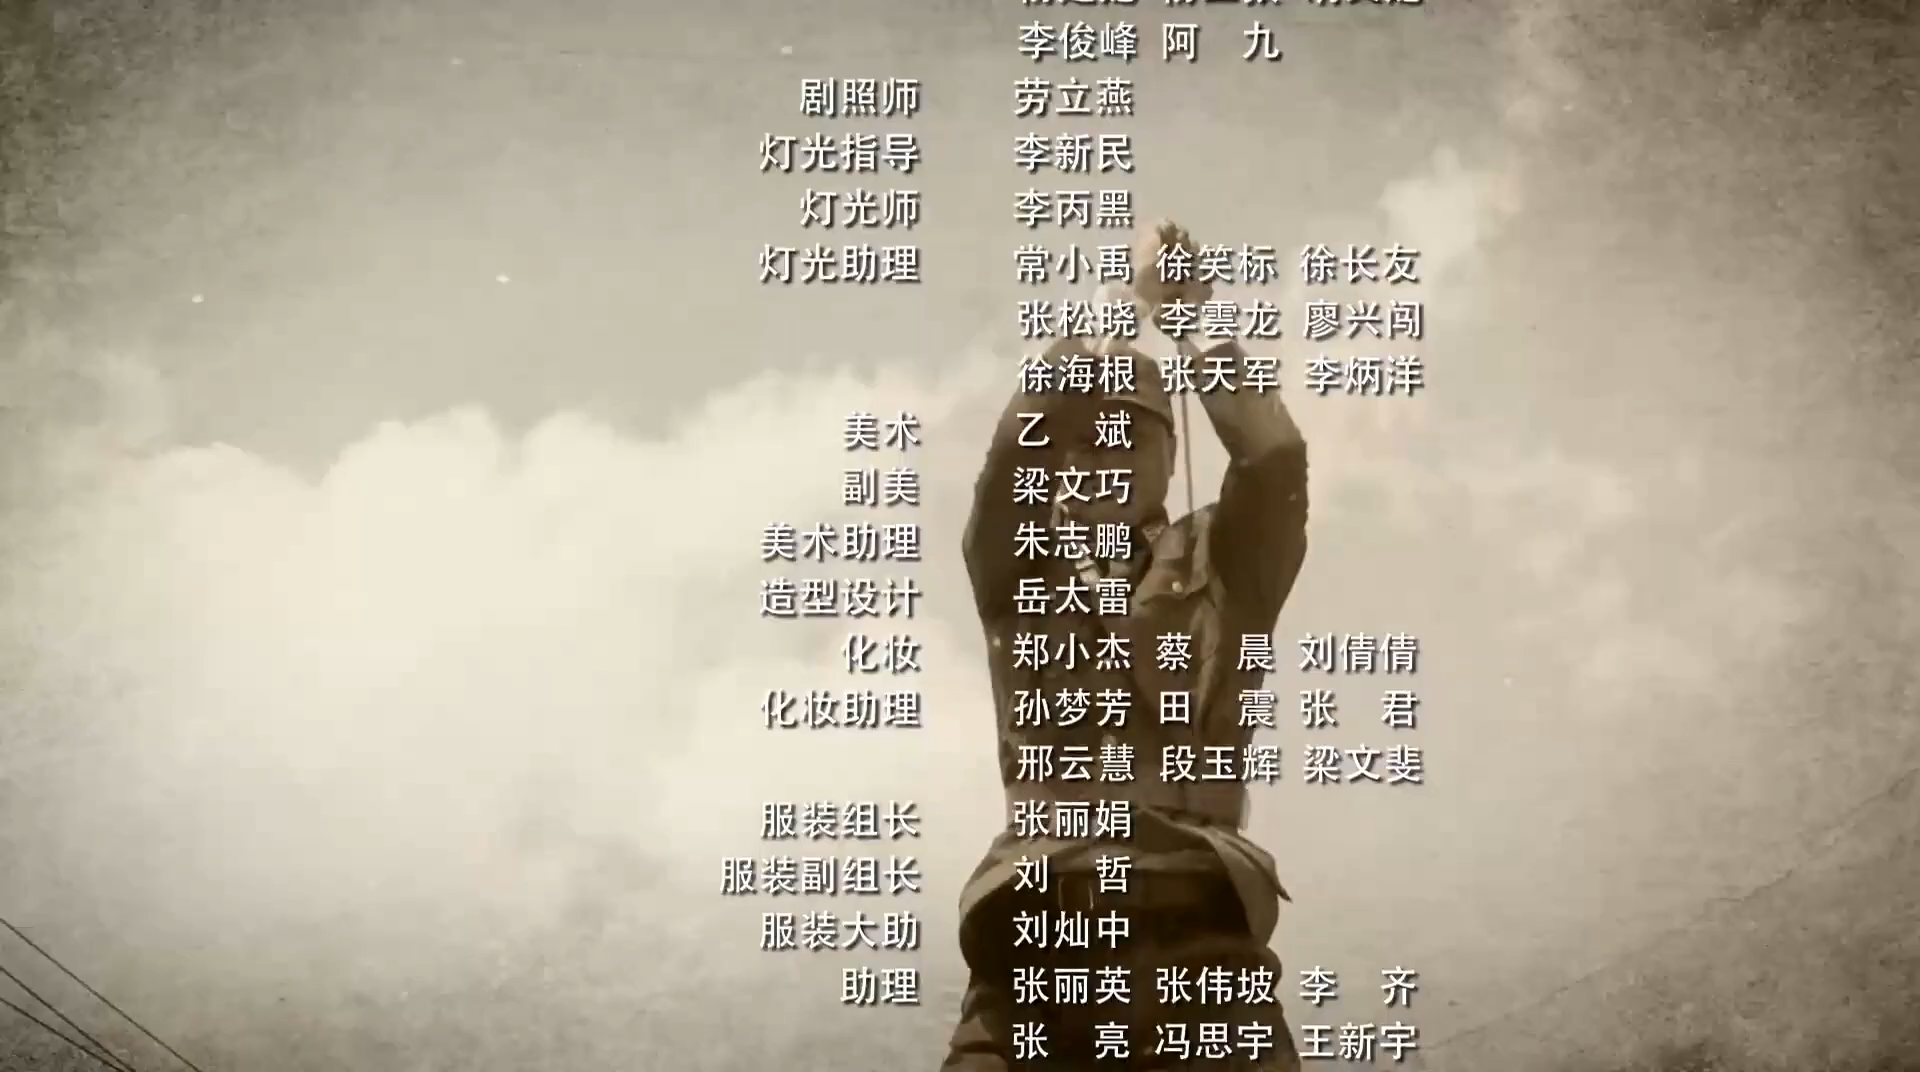 李俊峰 阿 九
剧照师 劳立燕
灯光指导 李新民
灯光师 李丙黑
灯光助理 常小禹 徐笑标 徐长友
张松晓 李雲龙 廖兴闯
徐海根 张天军 李炳洋
美术 乙 斌
副美 梁文巧
美术助理 朱志鹏
造型设计 岳太雷
化妆 郑小杰 蔡 晨 刘倩倩
化妆助理 孙梦芳 田 震 张 君
邢云慧 段玉辉 梁文斐
服装组长 张丽娟
服装副组长 刘 哲
服装大助 刘灿中
助理 张丽英 张伟坡 李 齐
张 亮 冯思宇 王新宇